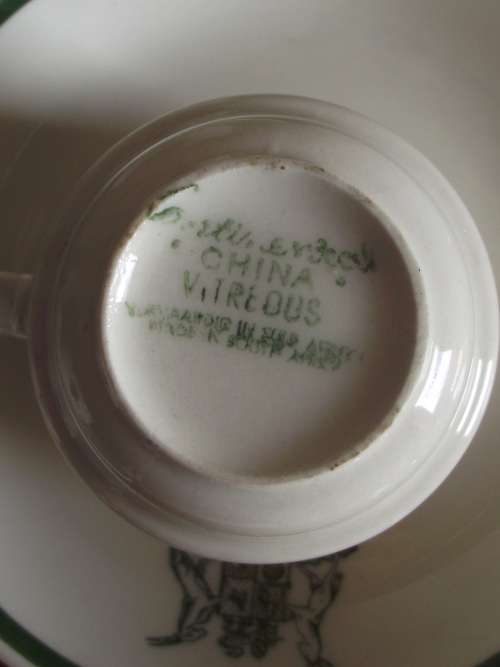 CHINA
VITREOUS
VERVAARDIG IN SUID AFRIKA
MADE IN SOUTH AFRICA